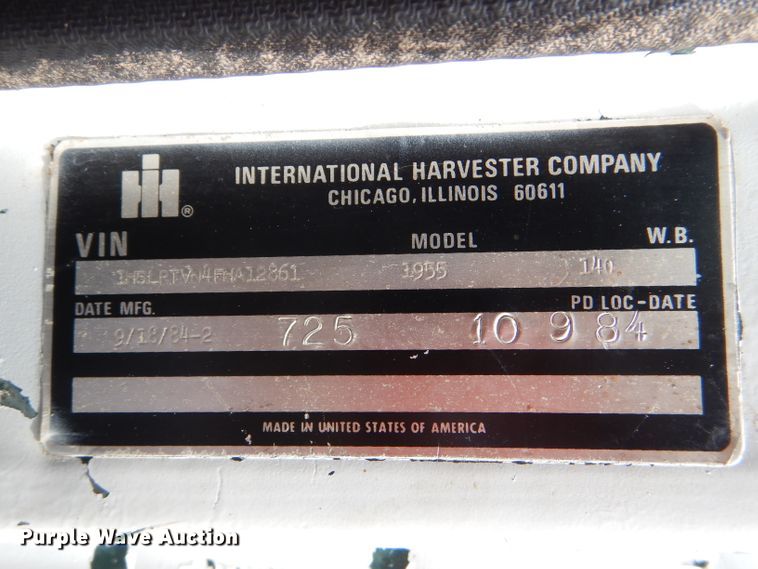 IH®
INTERNATIONAL HARVESTER COMPANY
CHICAGO, ILLINOIS 60611
VIN MODEL W.B.
1955 140
DATE MFG. PD LOC-DATE
9/18/84-2 725 10 9 84
MADE IN UNITED STATES OF AMERICA
Purple Wave Auction